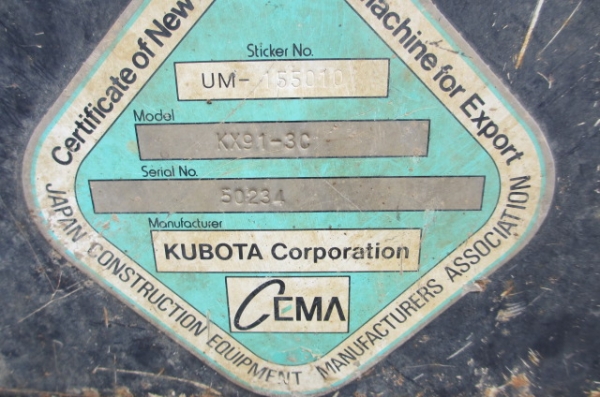 Certificate of New Machine for Export
Sticker No.
UM- 155010
Model
KX91-3C
Serial No.
50234
Manufacturer
KUBOTA Corporation
CEMA
JAPAN CONSTRUCTION EQUIPMENT MANUFACTURERS ASSOCIATION